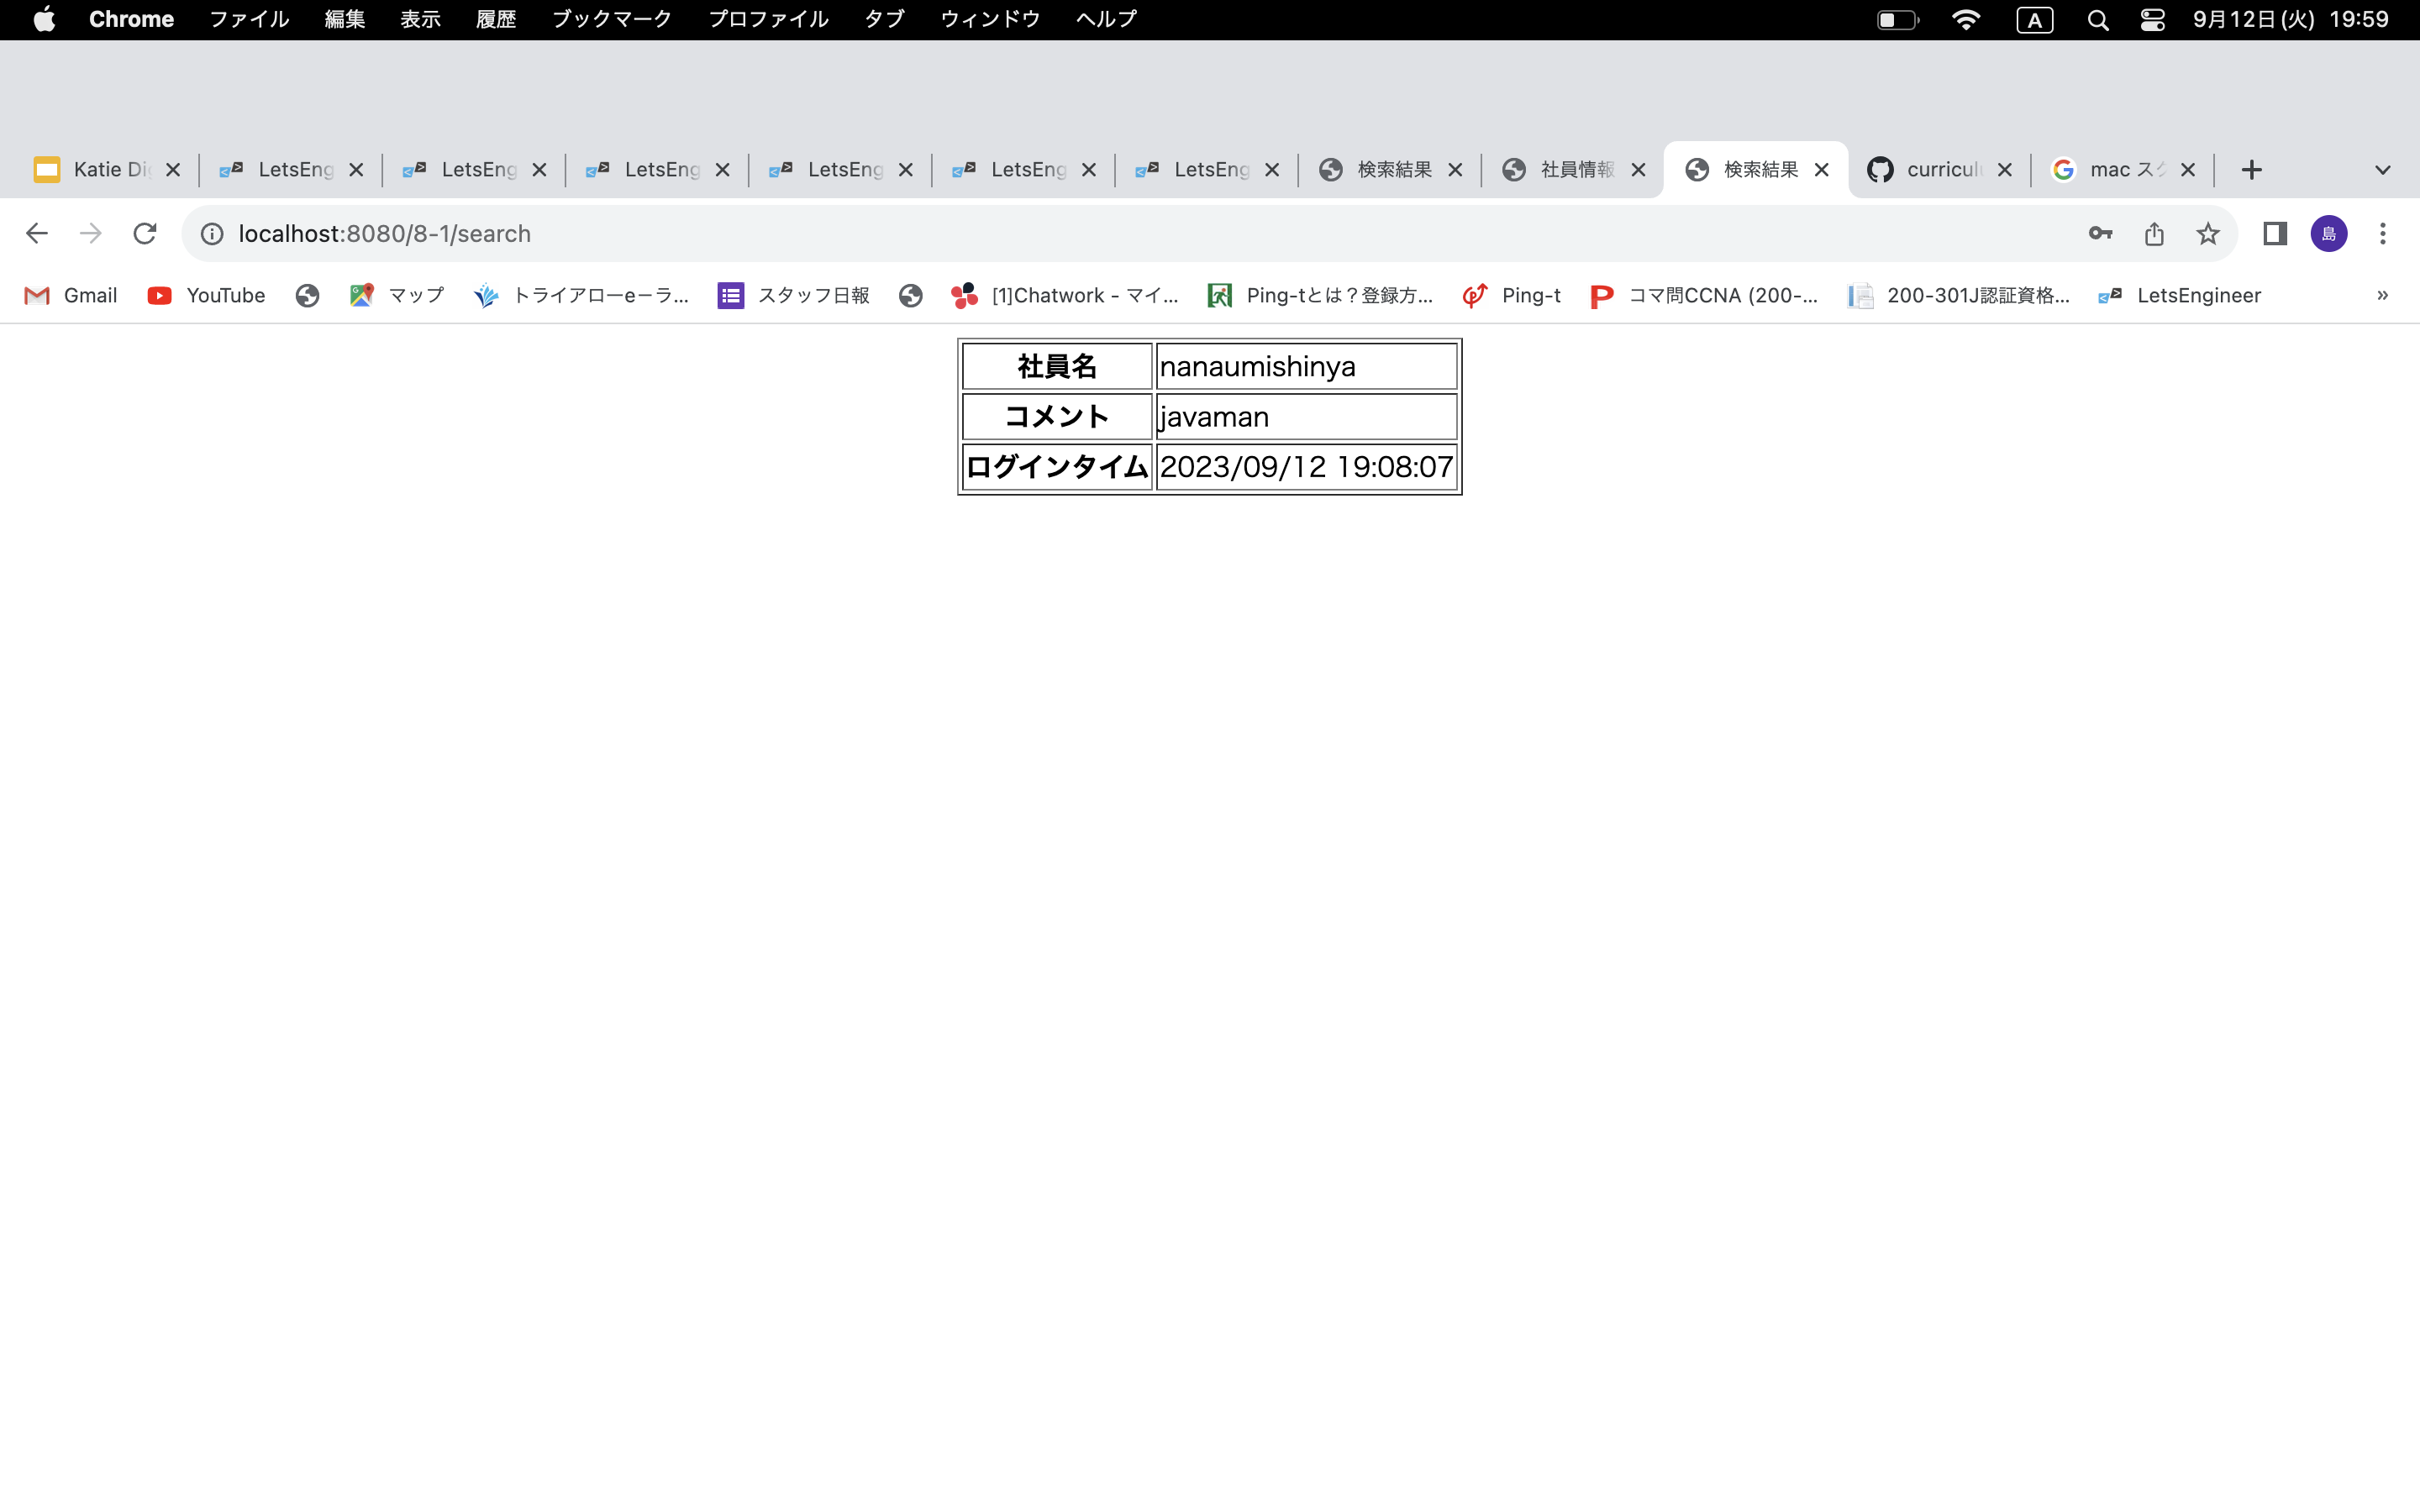 Chrome ファイル 編集 表示 履歴 ブックマーク プロファイル タブ ウィンドウ ヘルプ A 9月12日(火) 19:59
Katie Di LetsEng LetsEng LetsEng LetsEng LetsEng LetsEng 検索結果 社員情報 検索結果 curricul mac スク
localhost:8080/8-1/search 島
Gmail YouTube マップ トライアローe－ラ... スタッフ日報 [1]Chatwork - マイ... Ping-tとは？登録方... Ping-t コマ問CCNA (200-... 200-301J認証資格... LetsEngineer »
社員名 nanaumishinya
コメント javaman
ログインタイム 2023/09/12 19:08:07